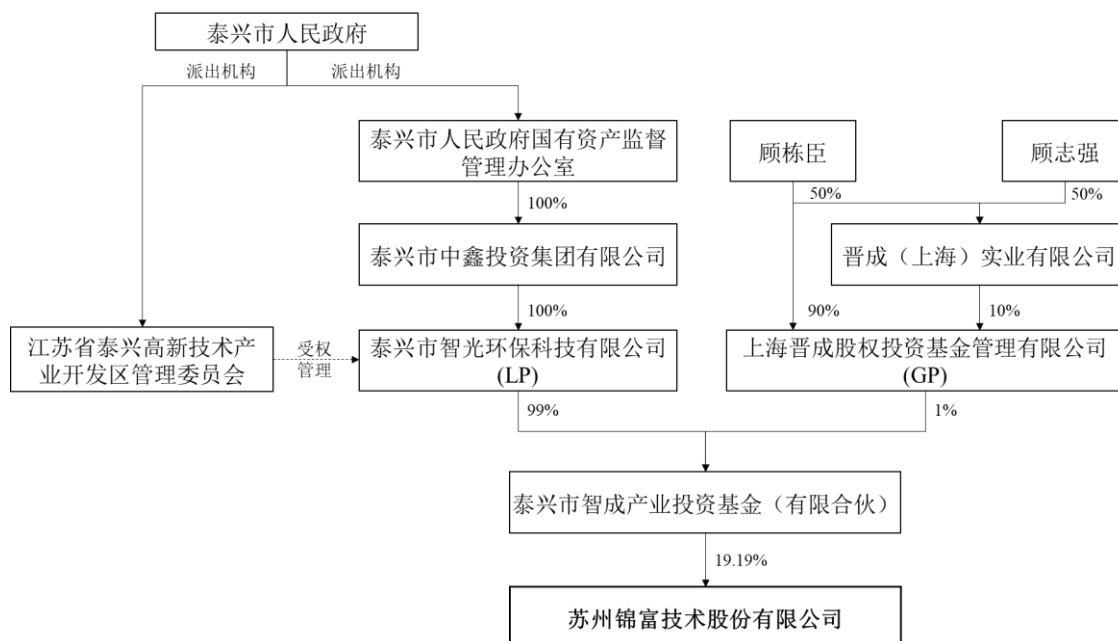 泰兴市人民政府
派出机构
派出机构
泰兴市人民政府国有资产监督
管理办公室
顾栋臣
顾志强
100%
50%
50%
泰兴市中鑫投资集团有限公司
晋成（上海）实业有限公司
100%
90%
10%
江苏省泰兴高新技术产
业开发区管理委员会
受权
管理
泰兴市智光环保科技有限公司
(LP)
上海晋成股权投资基金管理有限公司
(GP)
99%
1%
泰兴市智成产业投资基金（有限合伙）
19.19%
苏州锦富技术股份有限公司